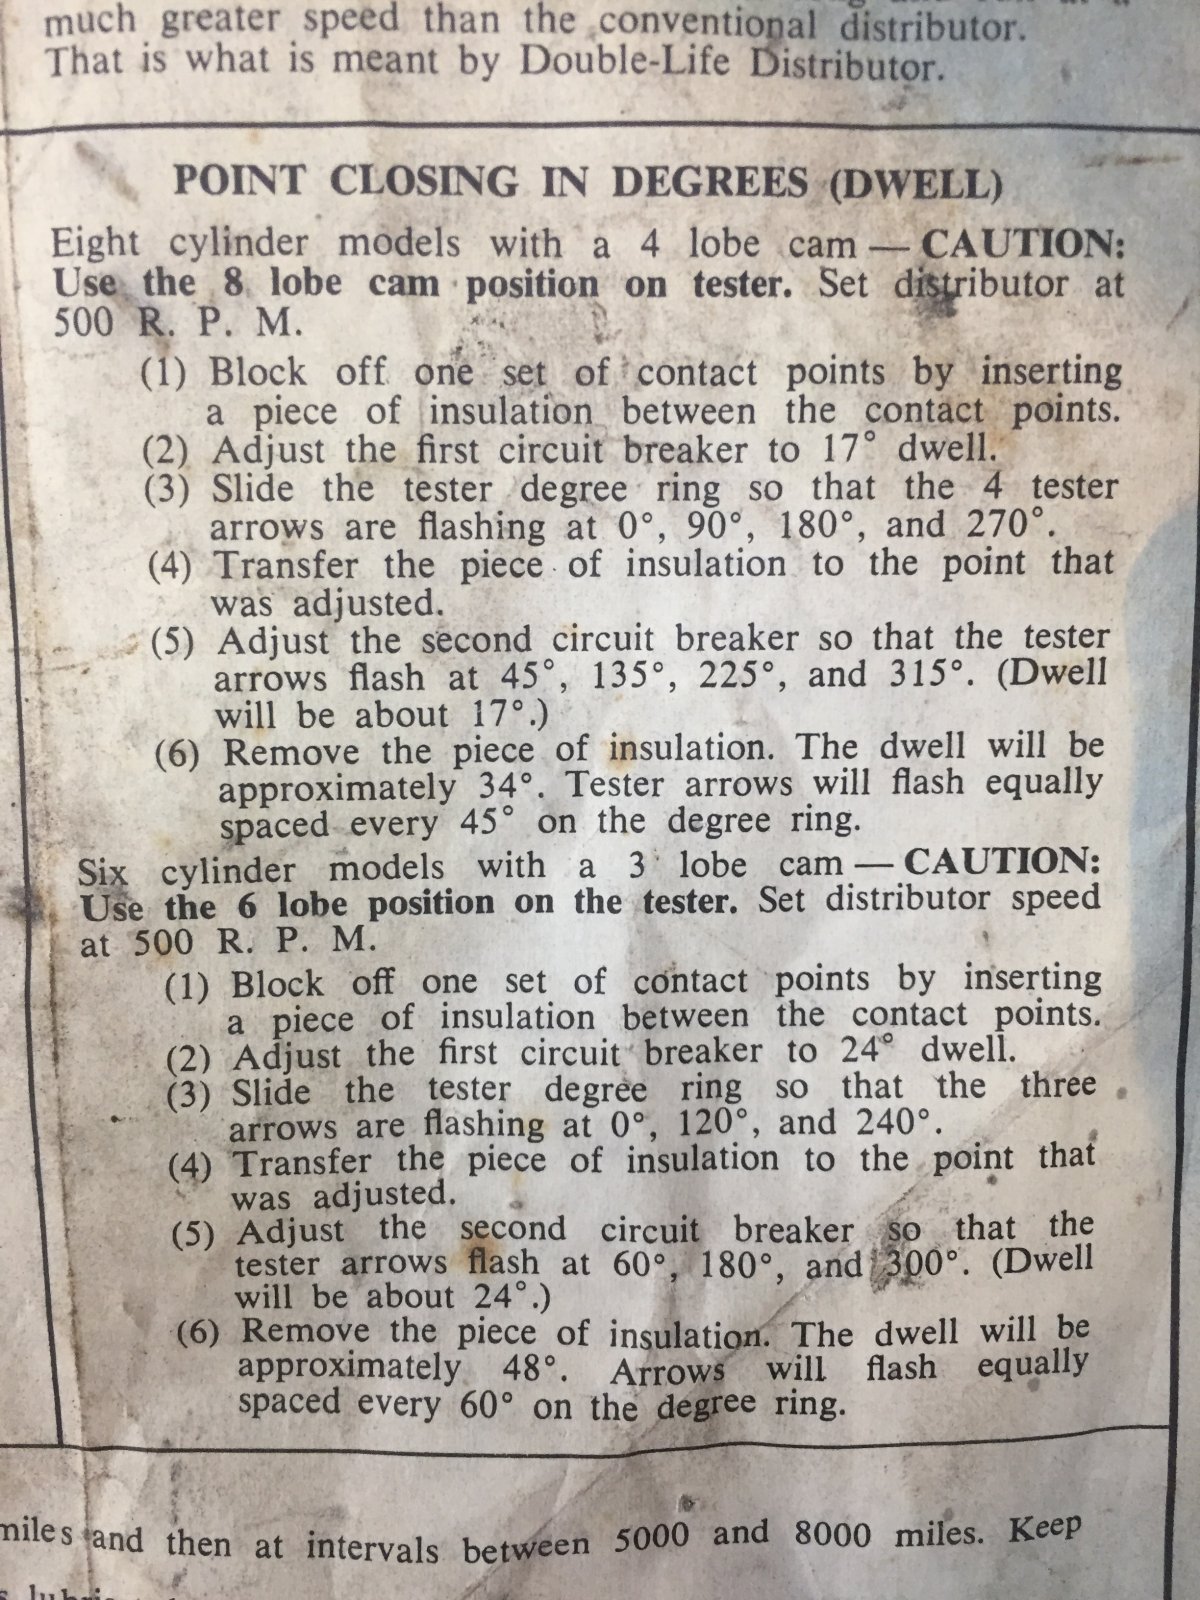 much greater speed than the conventional distributor.
That is what is meant by Double-Life Distributor.
POINT CLOSING IN DEGREES (DWELL)
Eight cylinder models with a 4 lobe cam — CAUTION:
Use the 8 lobe cam position on tester. Set distributor at
500 R. P. M.
(1) Block off one set of contact points by inserting
a piece of insulation between the contact points.
(2) Adjust the first circuit breaker to 17° dwell.
(3) Slide the tester degree ring so that the 4 tester
arrows are flashing at 0°, 90°, 180°, and 270°.
(4) Transfer the piece of insulation to the point that
was adjusted.
(5) Adjust the second circuit breaker so that the tester
arrows flash at 45°, 135°, 225°, and 315°. (Dwell
will be about 17°.)
(6) Remove the piece of insulation. The dwell will be
approximately 34°. Tester arrows will flash equally
spaced every 45° on the degree ring.
Six cylinder models with a 3 lobe cam — CAUTION:
Use the 6 lobe position on the tester. Set distributor speed
at 500 R. P. M.
(1) Block off one set of contact points by inserting
a piece of insulation between the contact points.
(2) Adjust the first circuit breaker to 24° dwell.
(3) Slide the tester degree ring so that the three
arrows are flashing at 0°, 120°, and 240°.
(4) Transfer the piece of insulation to the point that
was adjusted.
(5) Adjust the second circuit breaker so that the
tester arrows flash at 60°, 180°, and 300°. (Dwell
will be about 24°.)
(6) Remove the piece of insulation. The dwell will be
approximately 48°. Arrows will flash equally
spaced every 60° on the degree ring.
miles and then at intervals between 5000 and 8000 miles. Keep